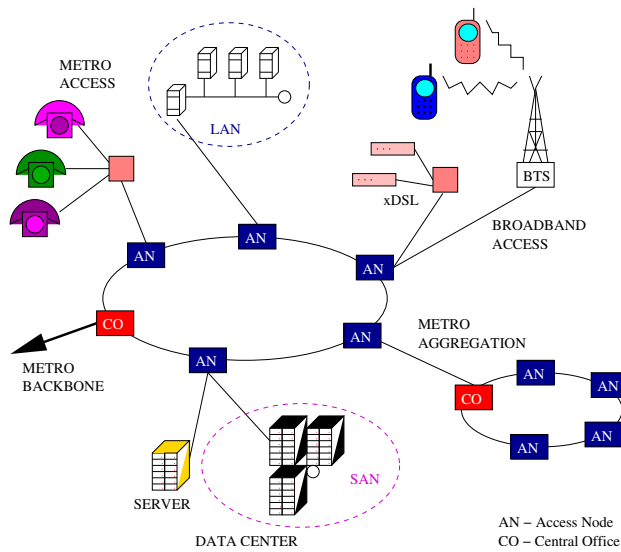 METRO
ACCESS
LAN
xDSL
BTS
BROADBAND
ACCESS
AN
AN
AN
CO
AN
AN
METRO
BACKBONE
METRO
AGGREGATION
AN
AN
CO
AN
AN
SERVER
SAN
DATA CENTER
AN − Access Node
CO − Central Office